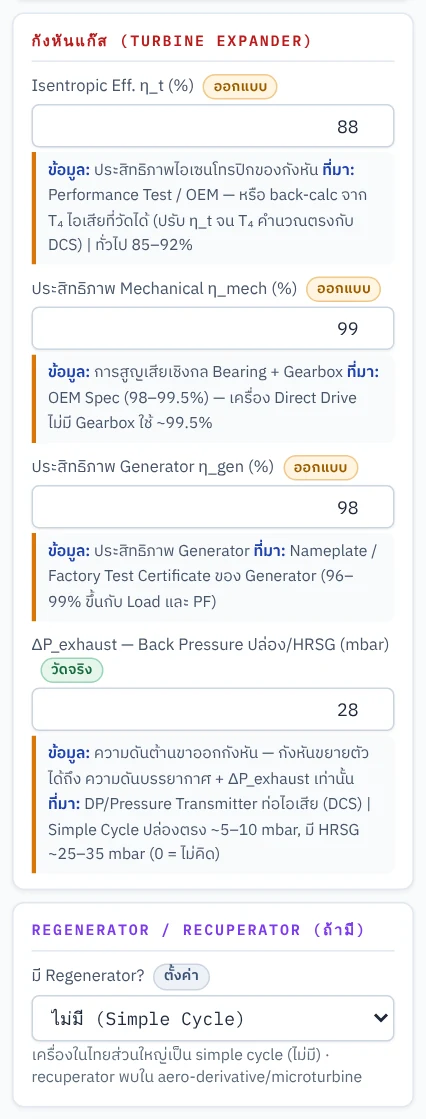 กังหันแก๊ส (TURBINE EXPANDER)
Isentropic Eff. η_t (%) ออกแบบ
88
ข้อมูล: ประสิทธิภาพไอเซนโทรปิกของกังหัน ที่มา:
Performance Test / OEM — หรือ back-calc จาก
T₄ ไอเสียที่วัดได้ (ปรับ η_t จน T₄ คำนวณตรงกับ
DCS) | ทั่วไป 85–92%
ประสิทธิภาพ Mechanical η_mech (%) ออกแบบ
99
ข้อมูล: การสูญเสียเชิงกล Bearing + Gearbox ที่มา:
OEM Spec (98–99.5%) — เครื่อง Direct Drive
ไม่มี Gearbox ใช้ ~99.5%
ประสิทธิภาพ Generator η_gen (%) ออกแบบ
98
ข้อมูล: ประสิทธิภาพ Generator ที่มา: Nameplate /
Factory Test Certificate ของ Generator (96–
99% ขึ้นกับ Load และ PF)
ΔP_exhaust — Back Pressure ปล่อง/HRSG (mbar)
วัดจริง
28
ข้อมูล: ความดันต้านขาออกกังหัน — กังหันขยายตัว
ได้ถึง ความดันบรรยากาศ + ΔP_exhaust เท่านั้น
ที่มา: DP/Pressure Transmitter ท่อไอเสีย (DCS) |
Simple Cycle ปล่องตรง ~5–10 mbar, มี HRSG
~25–35 mbar (0 = ไม่คิด)
REGENERATOR / RECUPERATOR (ถ้ามี)
มี Regenerator? ตั้งค่า
ไม่มี (Simple Cycle)
เครื่องในไทยส่วนใหญ่เป็น simple cycle (ไม่มี) ·
recuperator พบใน aero-derivative/microturbine